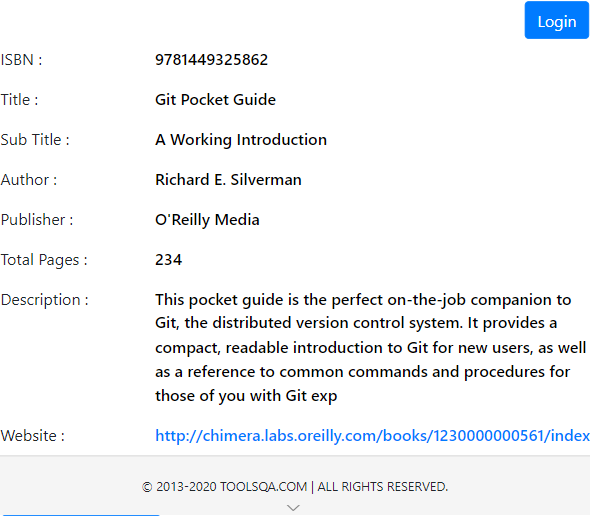 Login
ISBN : 9781449325862
Title : Git Pocket Guide
Sub Title : A Working Introduction
Author : Richard E. Silverman
Publisher : O'Reilly Media
Total Pages : 234
Description : This pocket guide is the perfect on-the-job companion to
Git, the distributed version control system. It provides a
compact, readable introduction to Git for new users, as well
as a reference to common commands and procedures for
those of you with Git exp
Website : http://chimera.labs.oreilly.com/books/1230000000561/index
© 2013-2020 TOOLSQA.COM | ALL RIGHTS RESERVED.